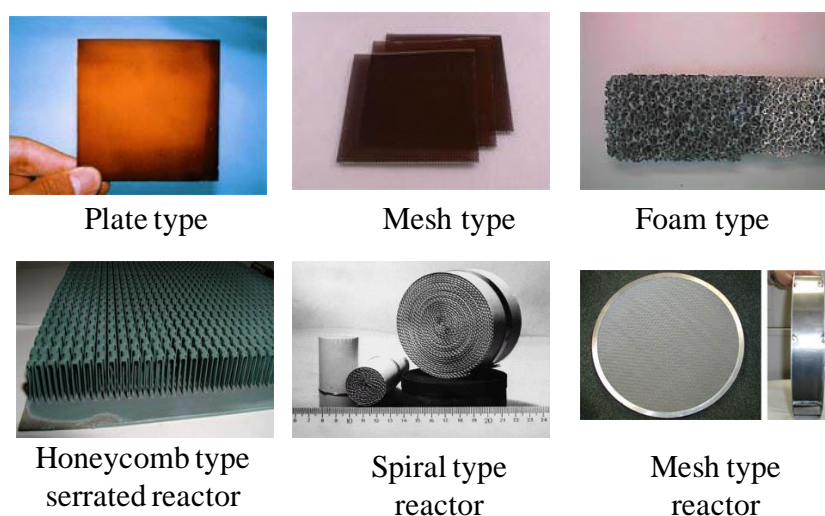 Plate type
Mesh type
Foam type
Honeycomb type
serrated reactor
Spiral type
reactor
Mesh type
reactor